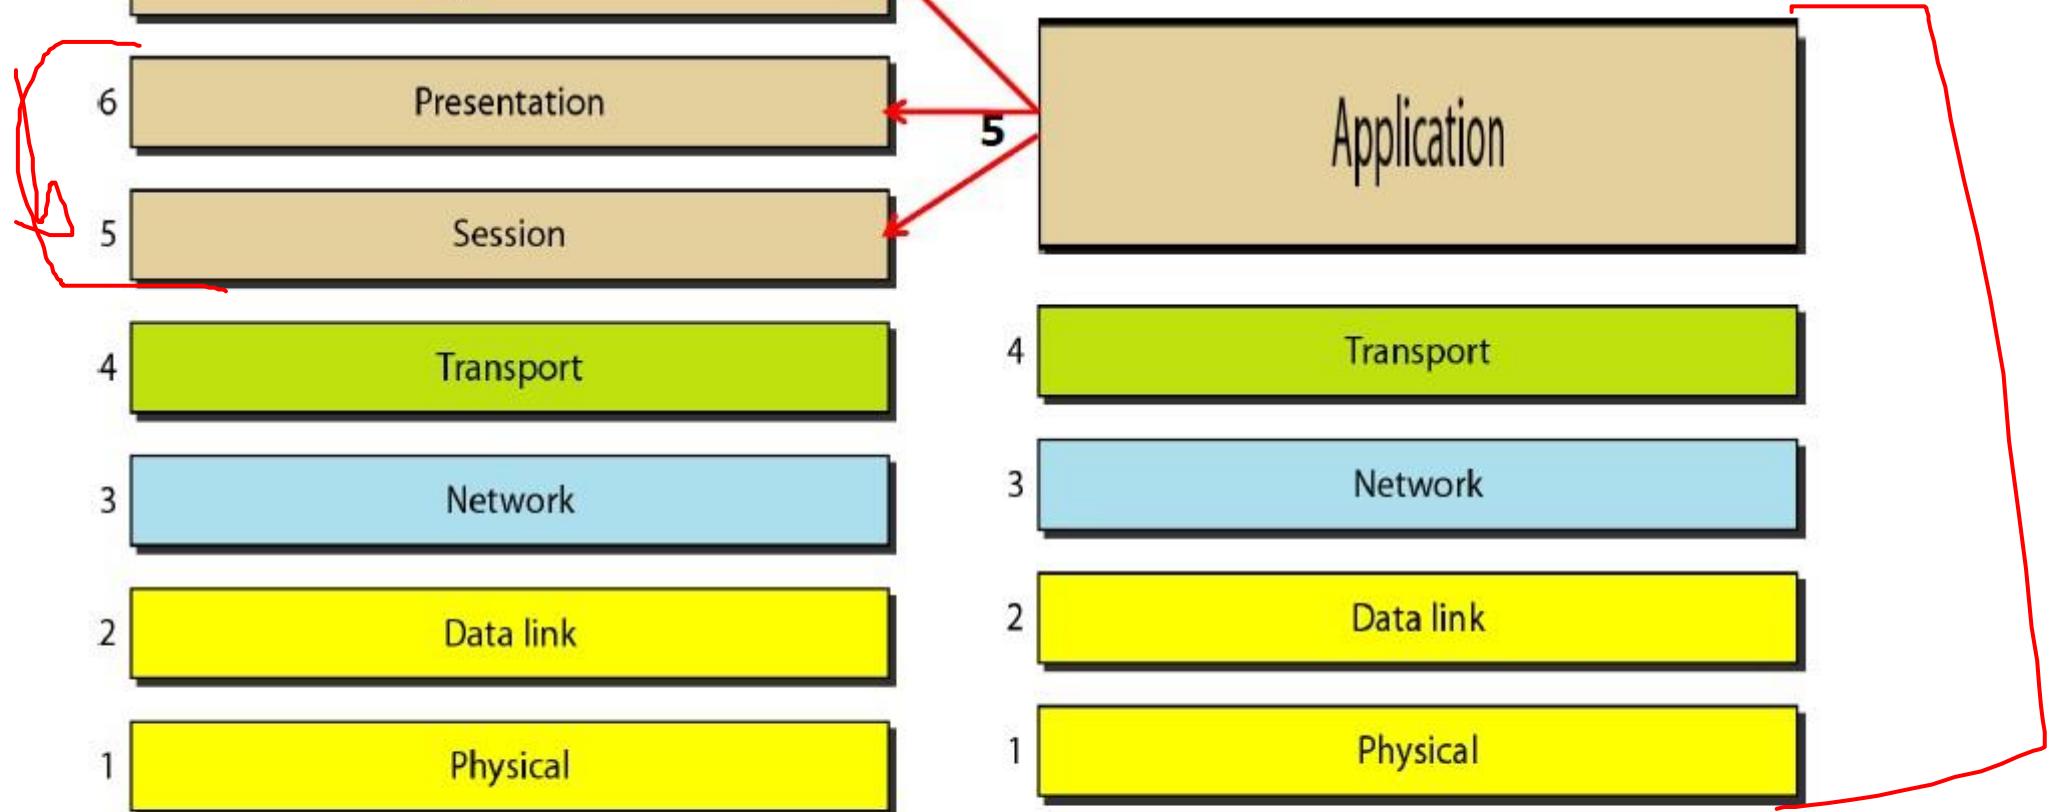 6 Presentation
5 Session
4 Transport
3 Network
2 Data link
1 Physical
5 Application
4 Transport
3 Network
2 Data link
1 Physical